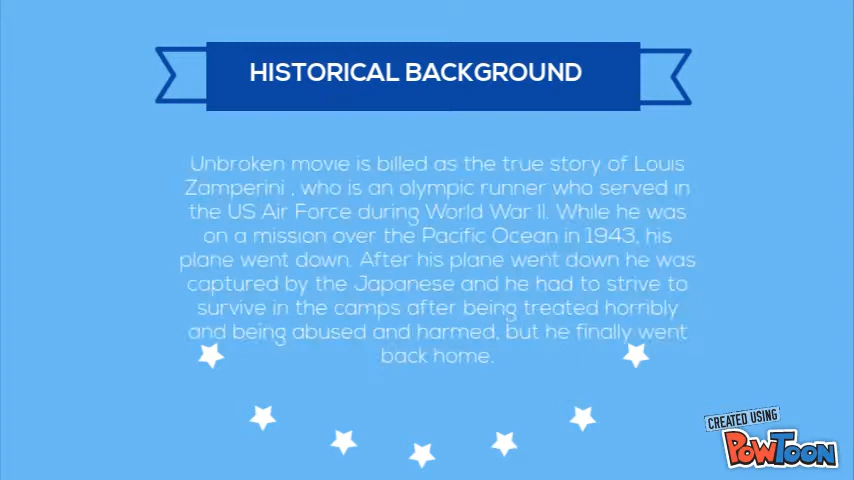 HISTORICAL BACKGROUND
Unbroken movie is billed as the true story of Louis
Zamperini , who is an olympic runner who served in
the US Air Force during World War II. While he was
on a mission over the Pacific Ocean in 1943, his
plane went down. After his plane went down he was
captured by the Japanese and he had to strive to
survive in the camps after being treated horribly
and being abused and harmed, but he finally went
back home.
CREATED USING
POWTOON